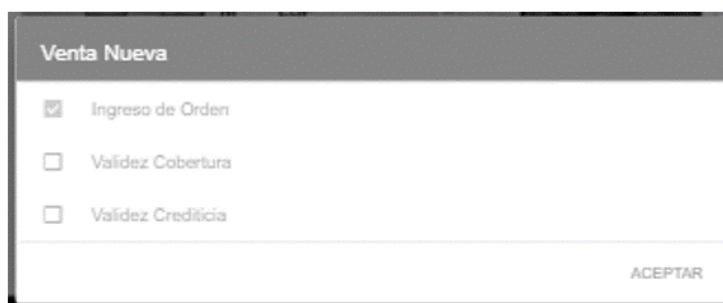 Venta Nueva
Ingreso de Orden
Validez Cobertura
Validez Crediticia
ACEPTAR